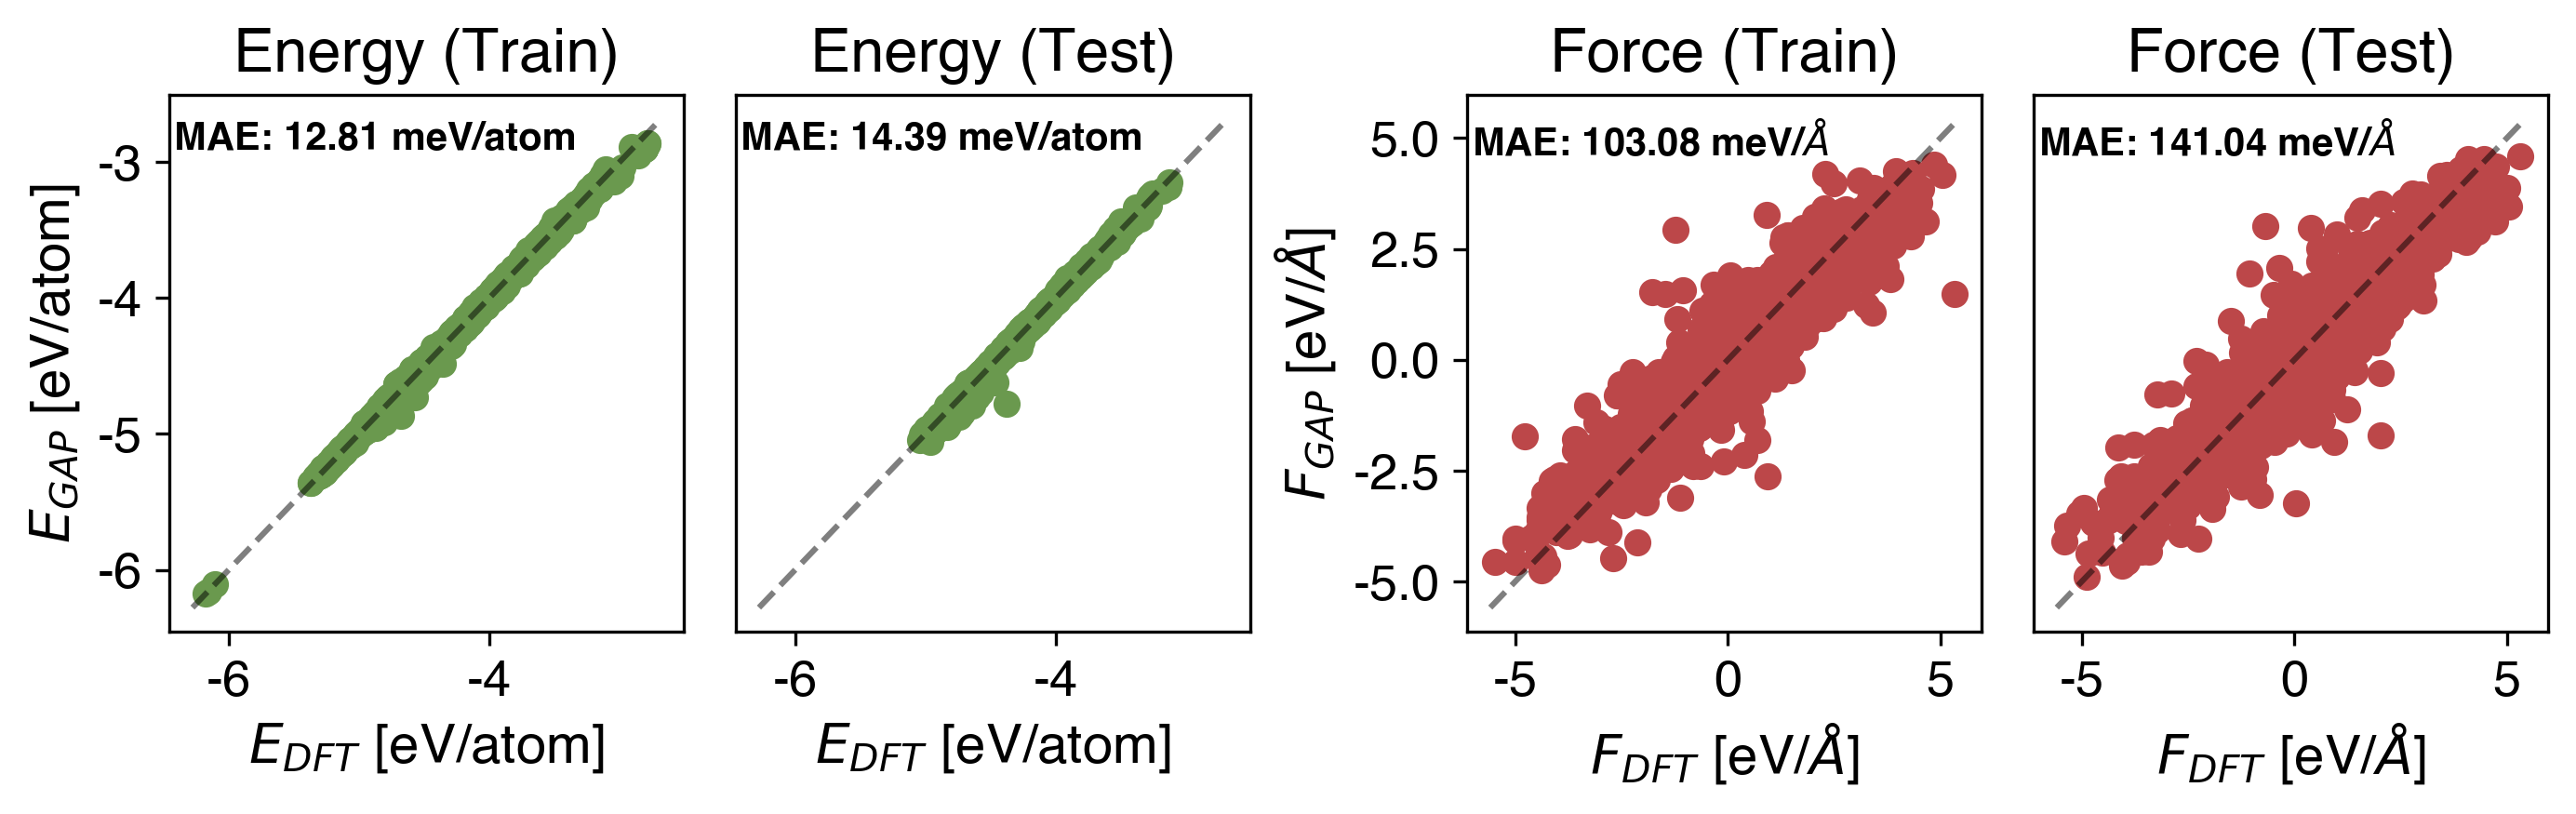 Energy (Train)
Energy (Test)
Force (Train)
Force (Test)
MAE: 12.81 meV/atom
MAE: 14.39 meV/atom
MAE: 103.08 meV/Å
MAE: 141.04 meV/Å
E_GAP [eV/atom]
-3
-4
-5
-6
F_GAP [eV/Å]
5.0
2.5
0.0
-2.5
-5.0
-6
-4
-6
-4
-5
0
5
-5
0
5
E_DFT [eV/atom]
E_DFT [eV/atom]
F_DFT [eV/Å]
F_DFT [eV/Å]